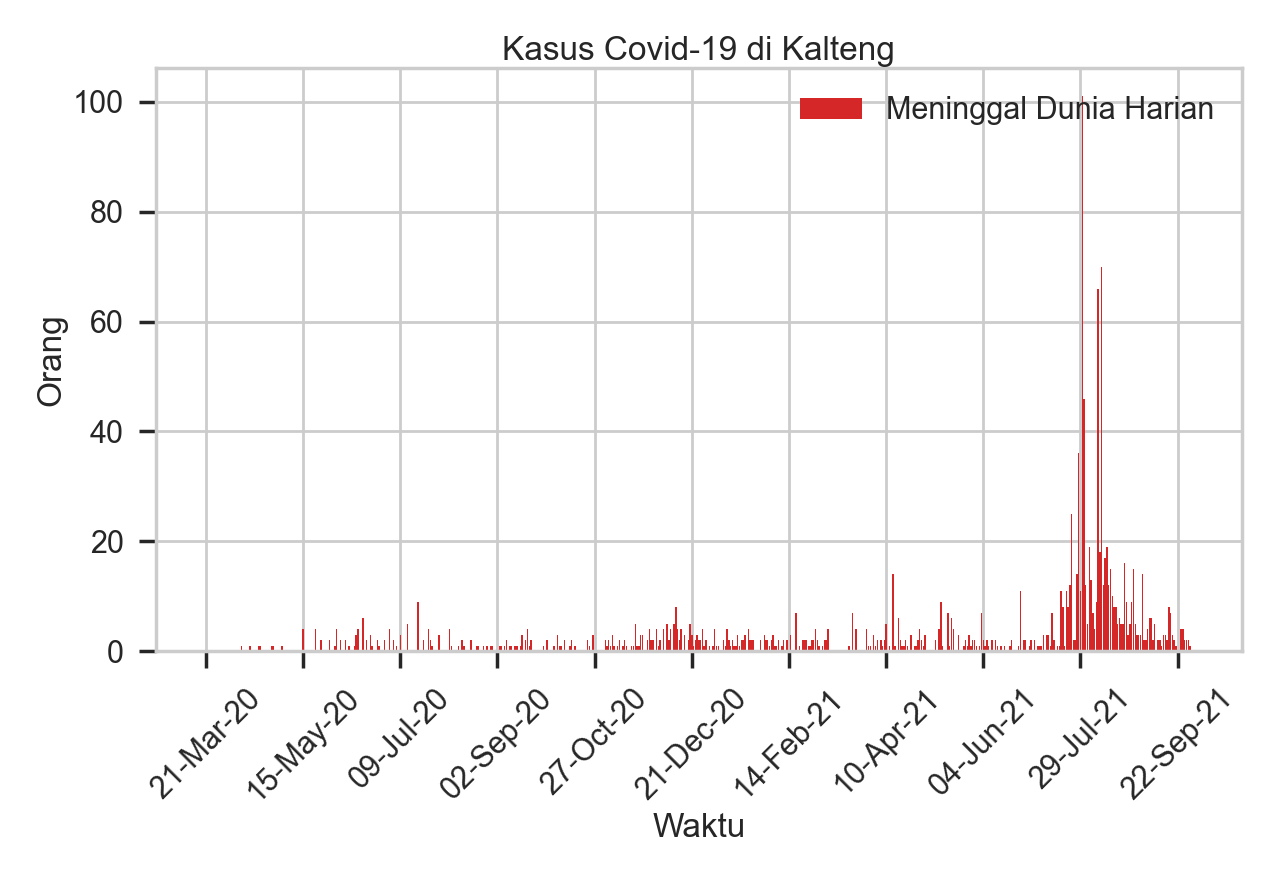 Kasus Covid-19 di Kalteng
Meninggal Dunia Harian
100
80
60
40
20
0
Orang
21-Mar-20
15-May-20
09-Jul-20
02-Sep-20
27-Oct-20
21-Dec-20
14-Feb-21
10-Apr-21
04-Jun-21
29-Jul-21
22-Sep-21
Waktu